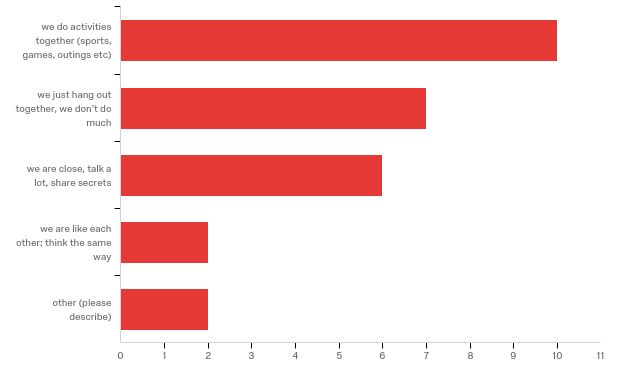 we do activities
together (sports,
games, outings etc)
we just hang out
together, we don't do
much
we are close, talk a
lot, share secrets
we are like each
other; think the same
way
other (please
describe)
0 1 2 3 4 5 6 7 8 9 10 11